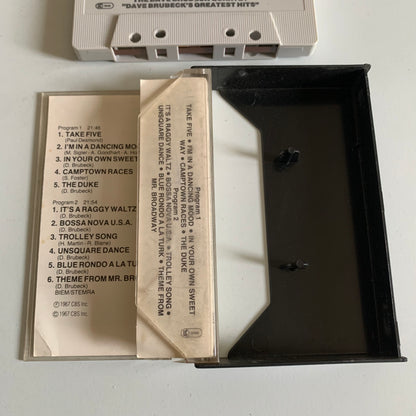 "DAVE BRUBECK'S GREATEST HITS"
Program 1 21:45
1. TAKE FIVE
(Paul Desmond)
2. I'M IN A DANCING MOO
(M. Sigler - A. Goodhart - A. Ho
3. IN YOUR OWN SWEET
(D. Brubeck)
4. CAMPTOWN RACES
(S. Foster)
5. THE DUKE
(D. Brubeck)
Program 2 21:54
1. IT'S A RAGGY WALTZ
(D. Brubeck)
2. BOSSA NOVA U.S.A.
(D. Brubeck)
3. TROLLEY SONG
(H. Martin - R. Blane)
4. UNSQUARE DANCE
(D. Brubeck)
5. BLUE RONDO A LA TU
(D. Brubeck)
6. THEME FROM MR. BRO
(D. Brubeck)
BIEM/STEMRA
Ⓟ 1967 CBS Inc.
© 1967 CBS Inc.
Program 1
TAKE FIVE • I'M IN A DANCING MOOD • IN YOUR OWN SWEET
WAY • CAMPTOWN RACES • THE DUKE
Program 2
IT'S A RAGGY WALTZ • BOSSA NOVA U.S.A. • TROLLEY SONG •
UNSQUARE DANCE • BLUE RONDO A LA TURK • THEME FROM
MR. BROADWAY